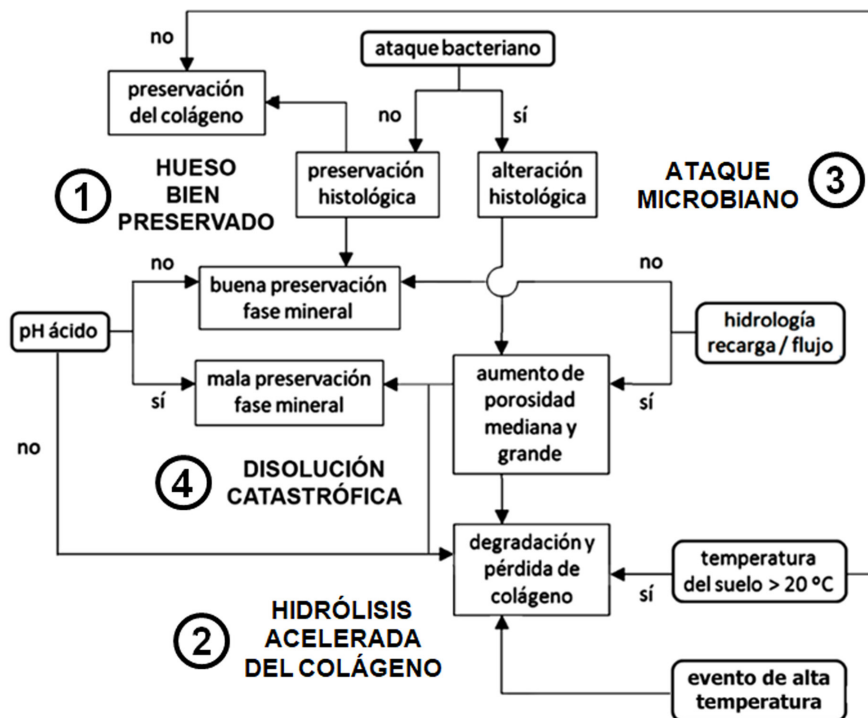 no
ataque bacteriano
preservación
del colágeno
no
sí
1
HUESO
BIEN
PRESERVADO
preservación
histológica
alteración
histológica
ATAQUE
MICROBIANO
3
no
buena preservación
fase mineral
no
pH ácido
hidrología
recarga / flujo
sí
mala preservación
fase mineral
aumento de
porosidad
mediana y
grande
sí
no
4
DISOLUCIÓN
CATASTRÓFICA
degradación y
pérdida de
colágeno
sí
temperatura
del suelo > 20 °C
2
HIDRÓLISIS
ACELERADA
DEL COLÁGENO
evento de alta
temperatura